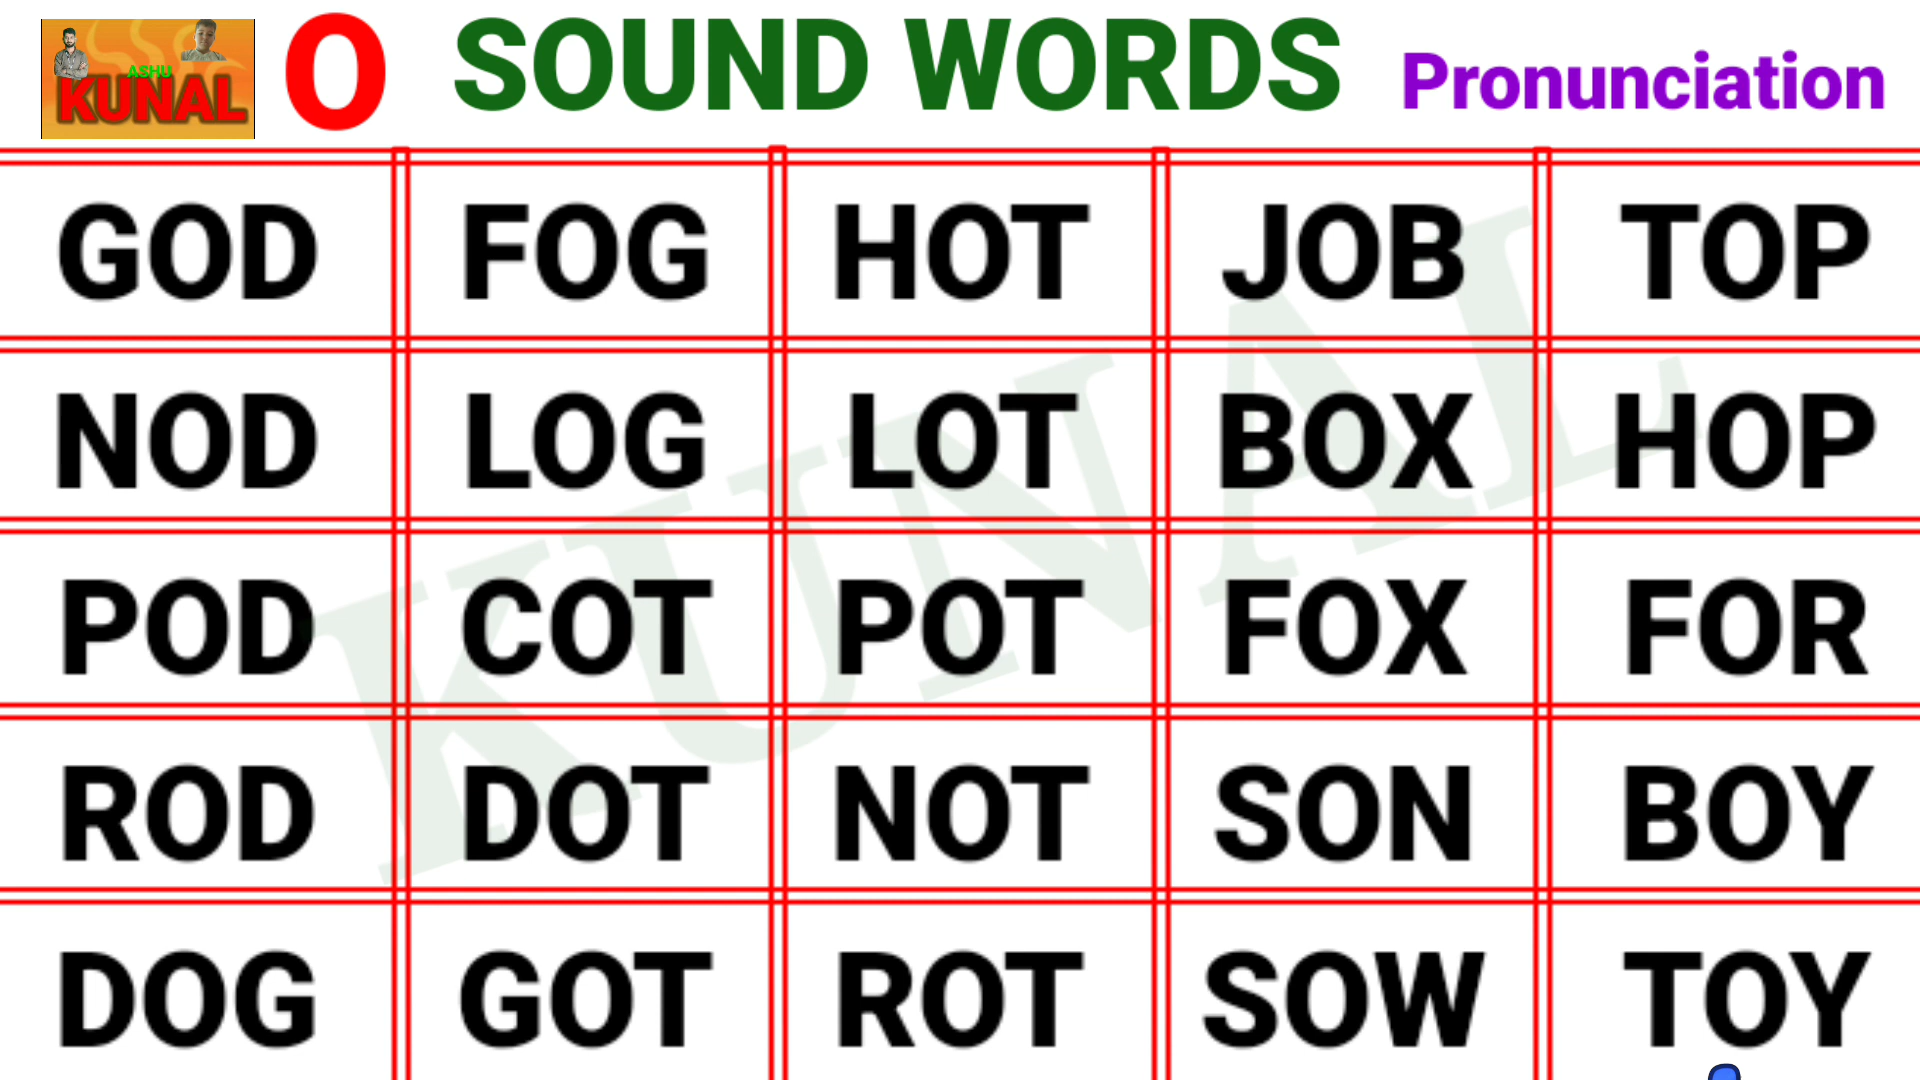 ASHU
KUNAL
O SOUND WORDS Pronunciation
GOD FOG HOT JOB TOP
NOD LOG LOT BOX HOP
POD COT POT FOX FOR
ROD DOT NOT SON BOY
DOG GOT ROT SOW TOY
KUNAL